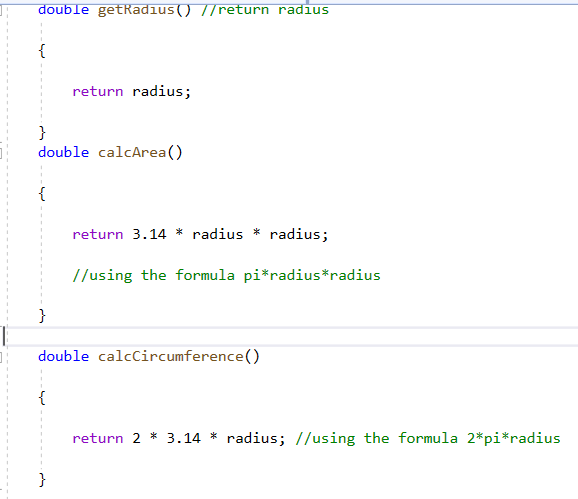 double getRadius() //return radius
{
return radius;
}
double calcArea()
{
return 3.14 * radius * radius;
//using the formula pi*radius*radius
}
double calcCircumference()
{
return 2 * 3.14 * radius; //using the formula 2*pi*radius
}